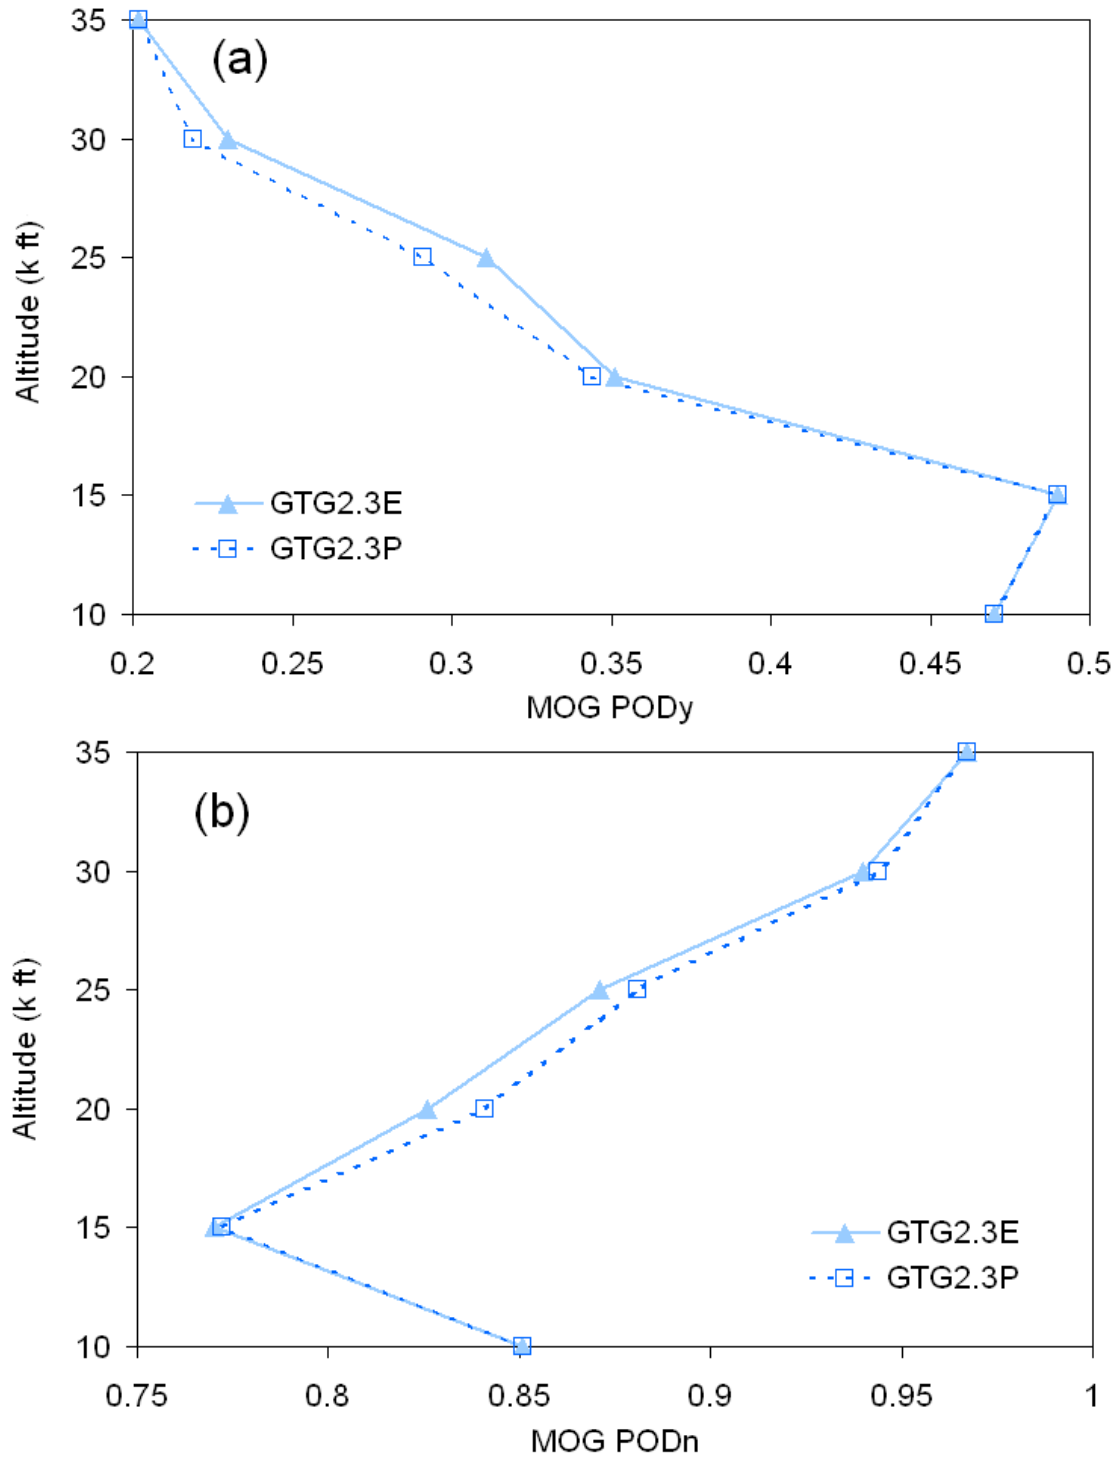 (a)
35
30
25
20
15
10
Altitude (k ft)
GTG2.3E
GTG2.3P
0.2 0.25 0.3 0.35 0.4 0.45 0.5
MOG PODy
(b)
35
30
25
20
15
10
Altitude (k ft)
GTG2.3E
GTG2.3P
0.75 0.8 0.85 0.9 0.95 1
MOG PODn